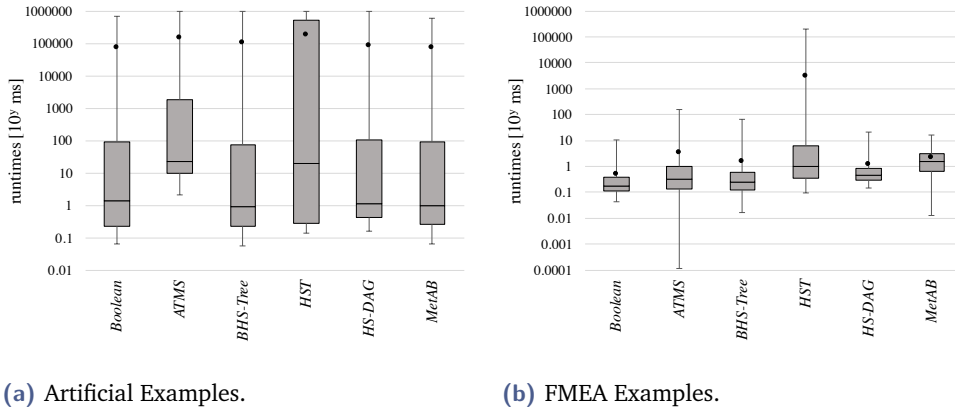 runtimes [10^y ms]
1000000
100000
10000
1000
100
10
1
0.1
0.01
Boolean
ATMS
BHS-Tree
HST
HS-DAG
MetAB
(a) Artificial Examples.
runtimes [10^y ms]
1000000
100000
10000
1000
100
10
1
0.1
0.01
0.001
0.0001
Boolean
ATMS
BHS-Tree
HST
HS-DAG
MetAB
(b) FMEA Examples.